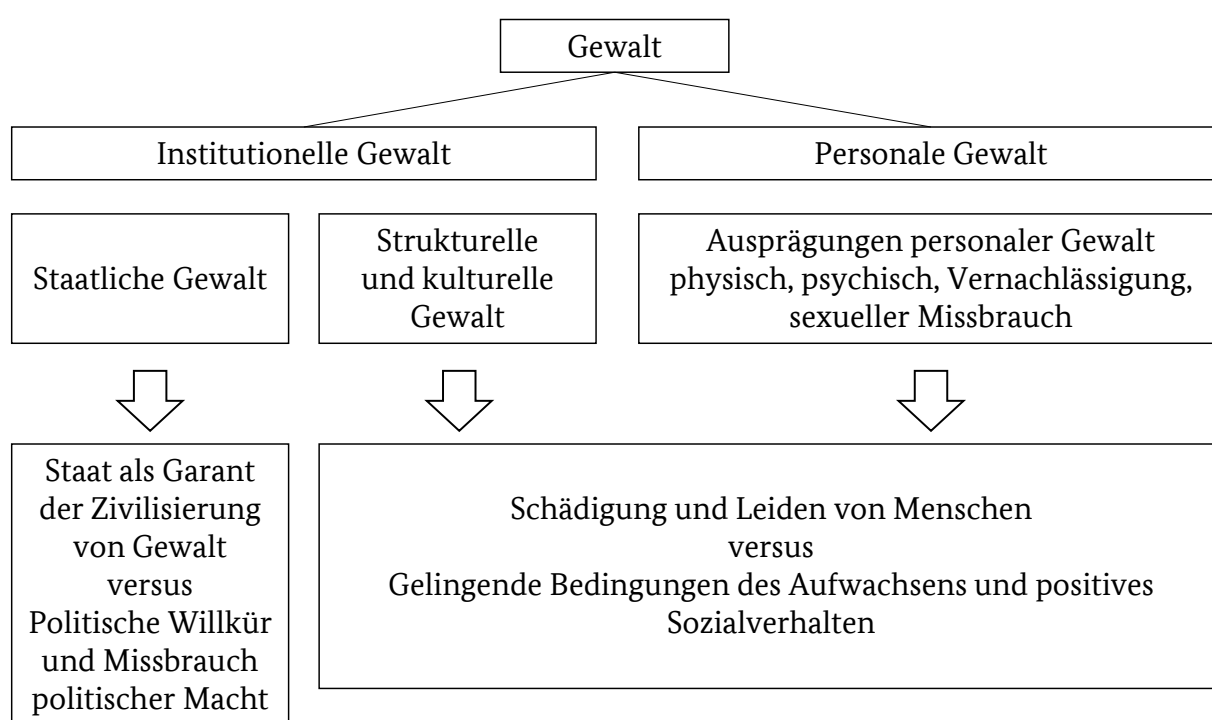 Gewalt
Institutionelle Gewalt
Personale Gewalt
Staatliche Gewalt
Strukturelle
und kulturelle
Gewalt
Ausprägungen personaler Gewalt
physisch, psychisch, Vernachlässigung,
sexueller Missbrauch
Staat als Garant
der Zivilisierung
von Gewalt
versus
Politische Willkür
und Missbrauch
politischer Macht
Schädigung und Leiden von Menschen
versus
Gelingende Bedingungen des Aufwachsens und positives
Sozialverhalten